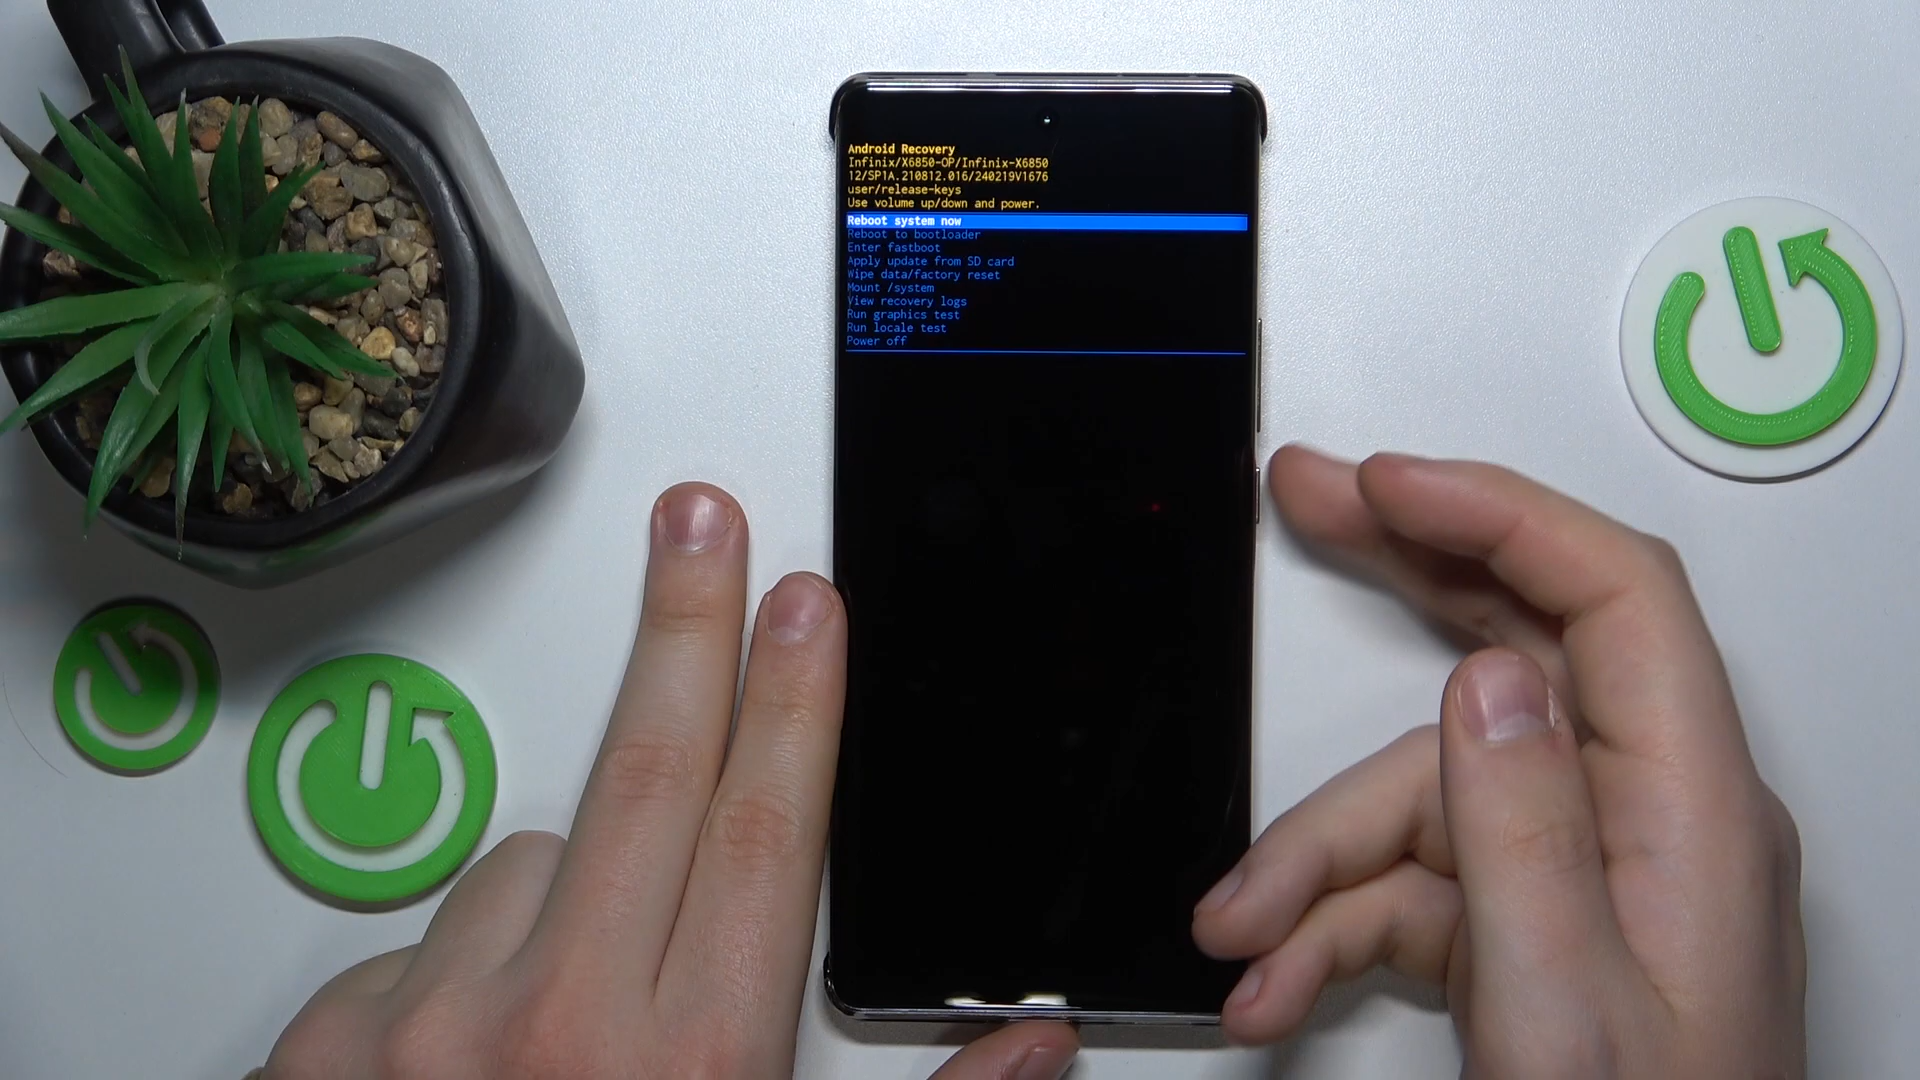 Android Recovery
Infinix/X6850-OP/Infinix-X6850
12/SP1A.210812.016/240219V1676
user/release-keys
Use volume up/down and power.
Reboot system now
Reboot to bootloader
Enter fastboot
Apply update from SD card
Wipe data/factory reset
Mount /system
View recovery logs
Run graphics test
Run locale test
Power off